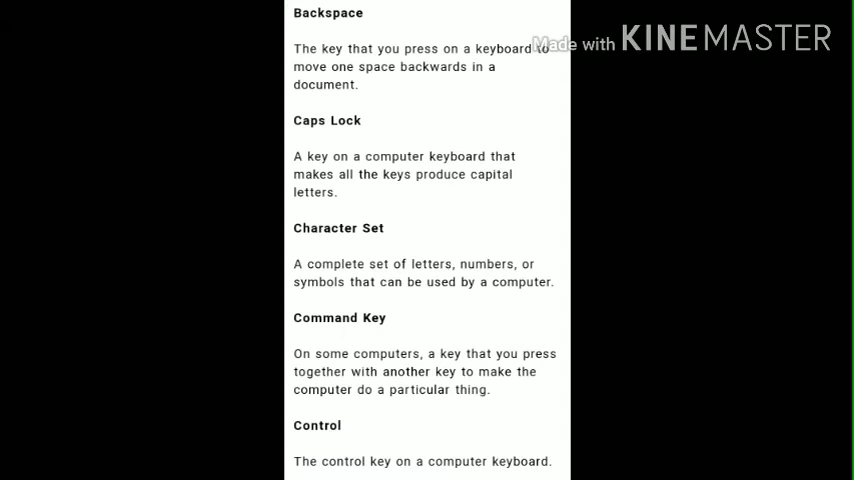 Backspace
The key that you press on a keyboard to
Made with KINEMASTER
move one space backwards in a
document.
Caps Lock
A key on a computer keyboard that
makes all the keys produce capital
letters.
Character Set
A complete set of letters, numbers, or
symbols that can be used by a computer.
Command Key
On some computers, a key that you press
together with another key to make the
computer do a particular thing.
Control
The control key on a computer keyboard.